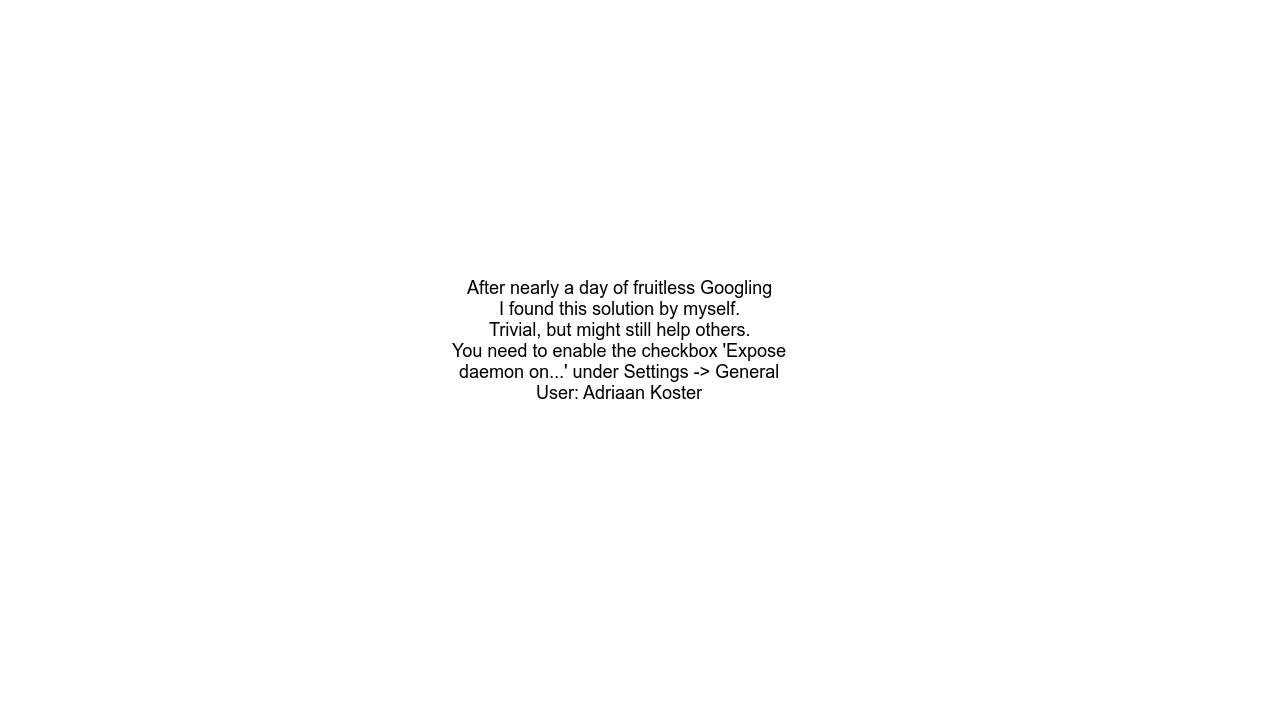 After nearly a day of fruitless Googling
I found this solution by myself.
Trivial, but might still help others.
You need to enable the checkbox 'Expose
daemon on...' under Settings -> General
User: Adriaan Koster